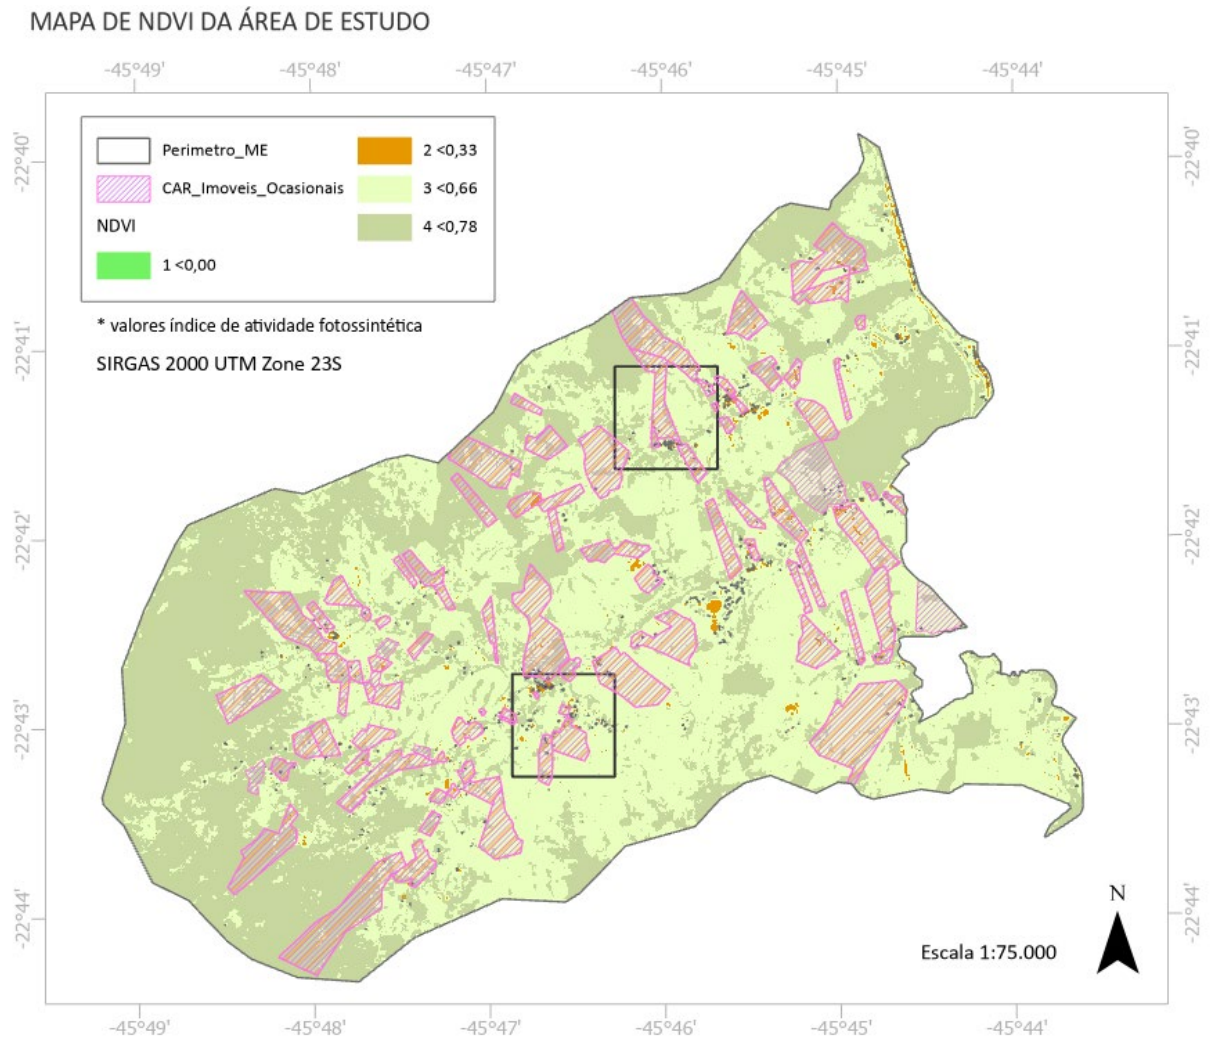 MAPA DE NDVI DA ÁREA DE ESTUDO
-45°49' -45°48' -45°47' -45°46' -45°45' -45°44'
-22°40' -22°40'
Perimetro_ME 2 <0,33
CAR_Imoveis_Ocasionais 3 <0,66
NDVI 4 <0,78
1 <0,00
* valores índice de atividade fotossintética
-22°41' -22°41'
SIRGAS 2000 UTM Zone 23S
-22°42' -22°42'
-22°43' -22°43'
N
-22°44' -22°44'
Escala 1:75.000
-45°49' -45°48' -45°47' -45°46' -45°45' -45°44'